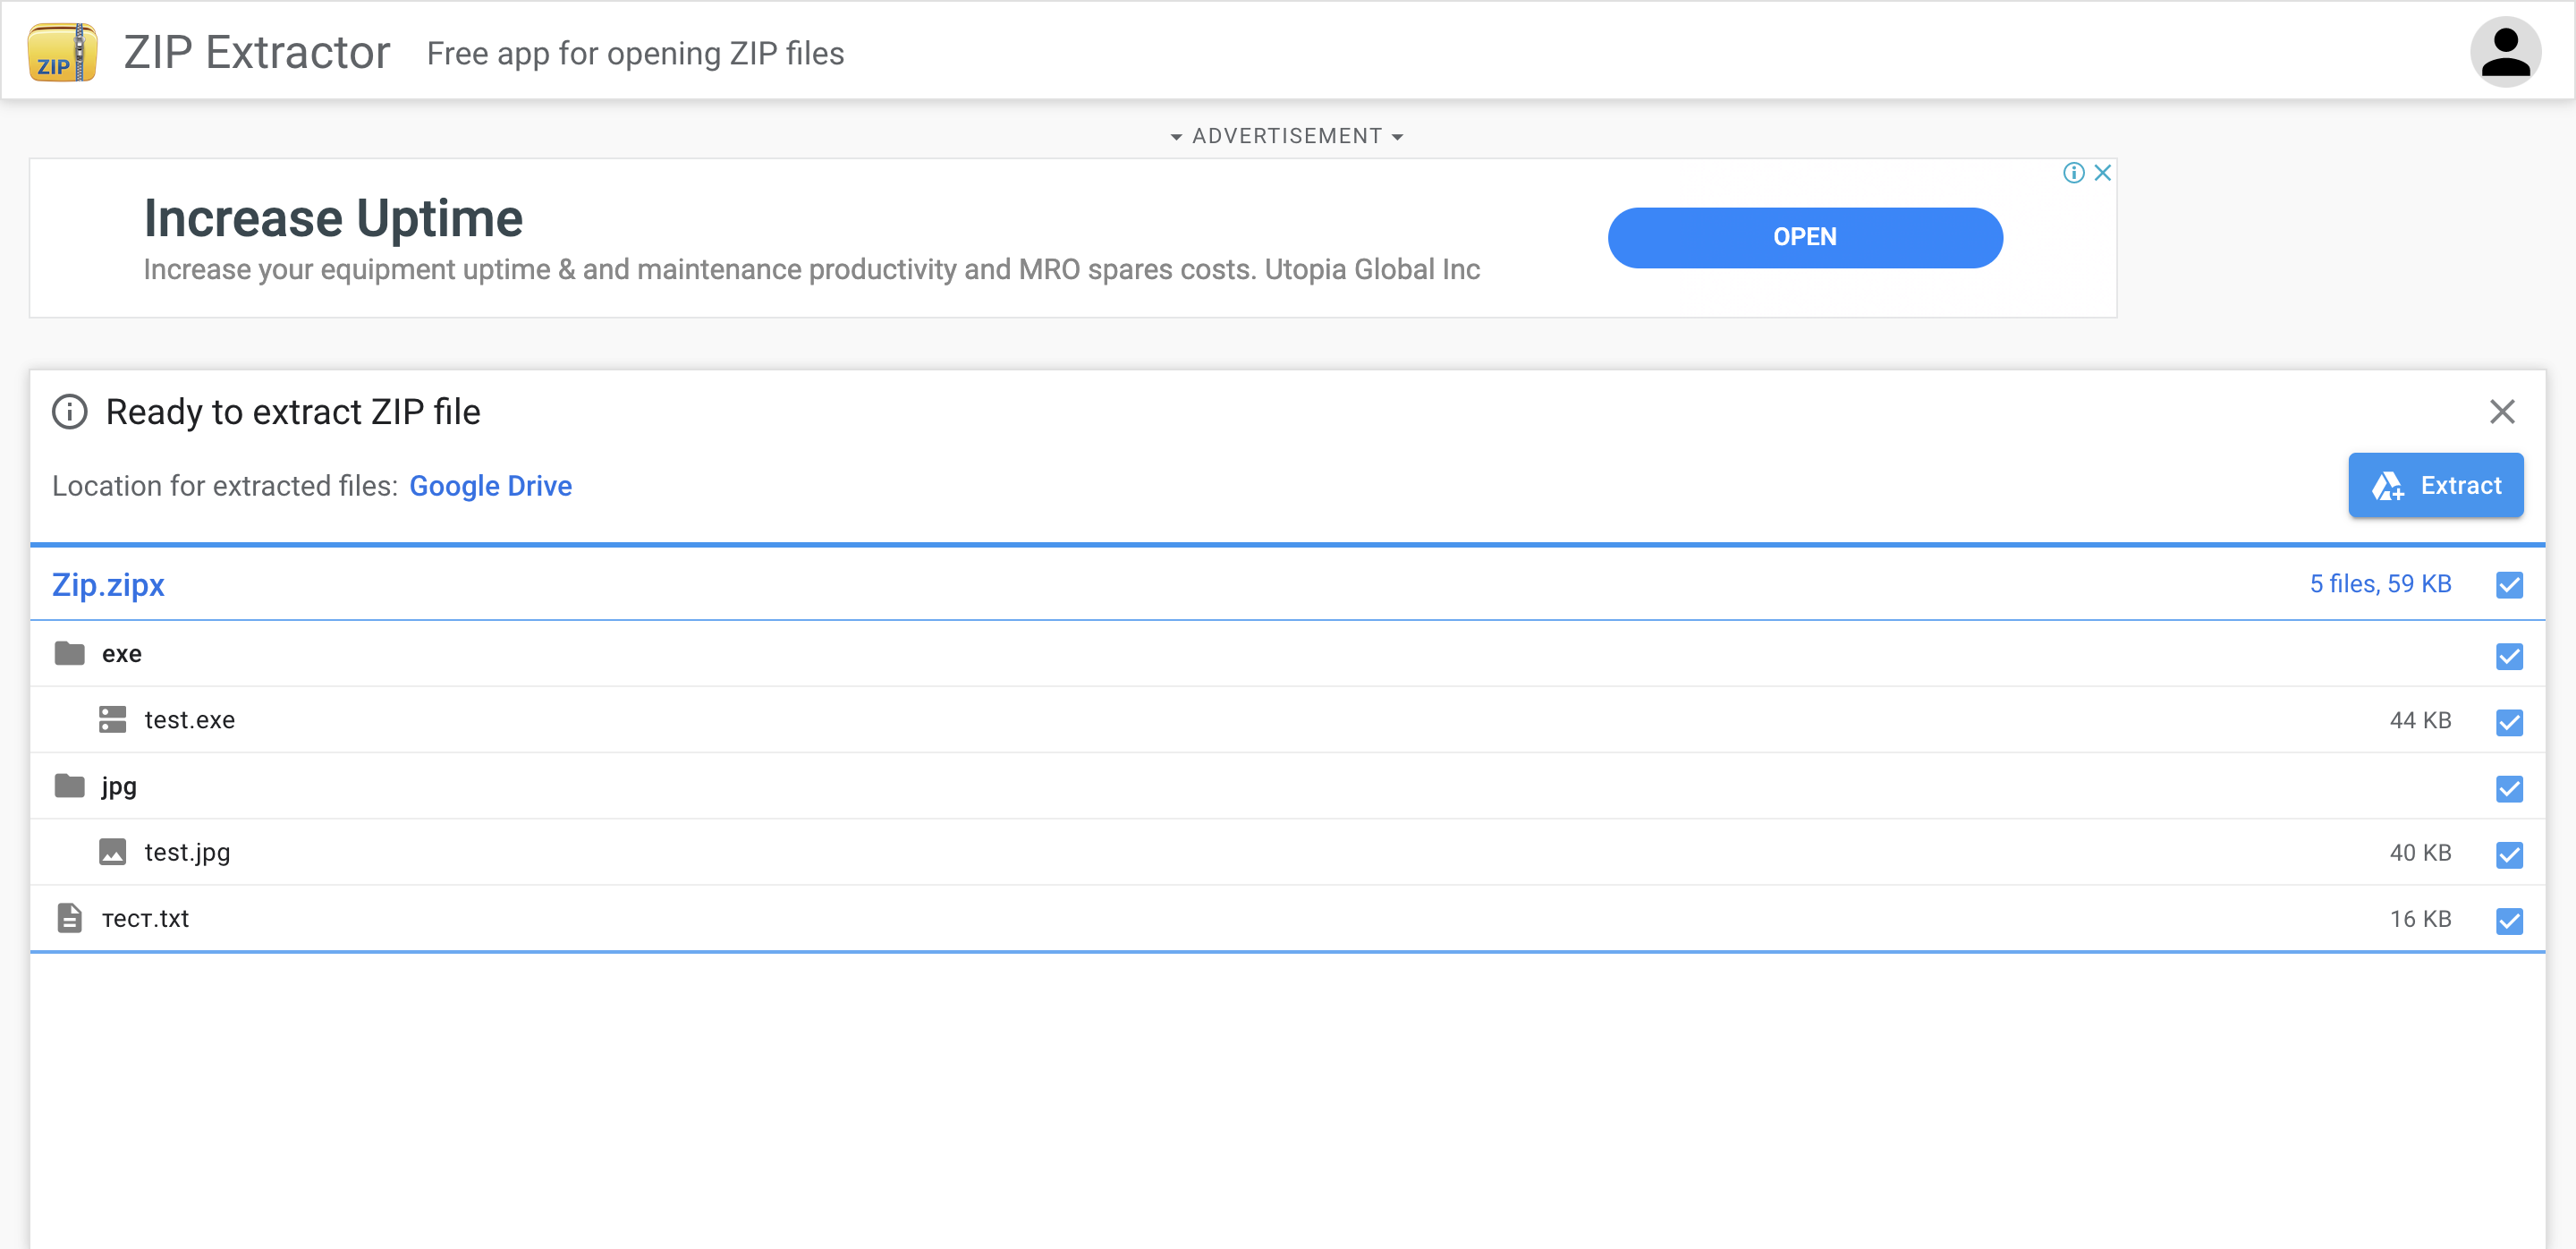 ZIP
ZIP Extractor Free app for opening ZIP files
ADVERTISEMENT
Increase Uptime
Increase your equipment uptime & and maintenance productivity and MRO spares costs. Utopia Global Inc
OPEN
Ready to extract ZIP file
Location for extracted files: Google Drive
Extract
Zip.zipx 5 files, 59 KB
exe
test.exe 44 KB
jpg
test.jpg 40 KB
тест.txt 16 KB